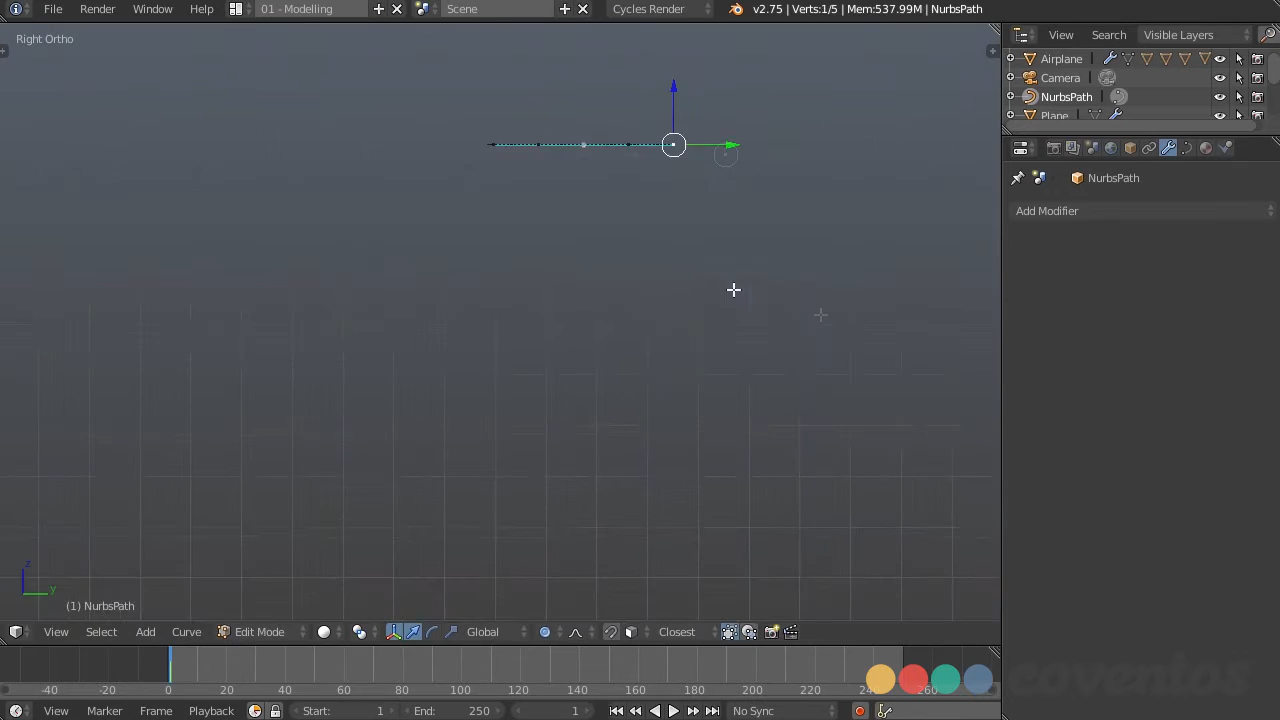 File Render Window Help 01 - Modelling Scene Cycles Render v2.75 | Verts:1/5 | Mem:537.99M | NurbsPath
Right Ortho
View Search Visible Layers
Airplane
Camera
NurbsPath
Plane
NurbsPath
Add Modifier
z
y
(1) NurbsPath
View Select Add Curve Edit Mode Global Closest
-40 -20 0 20 40 60 80 100 120 140 160 180 200 220 240 260
View Marker Frame Playback Start: 1 End: 250 1 No Sync
coventos